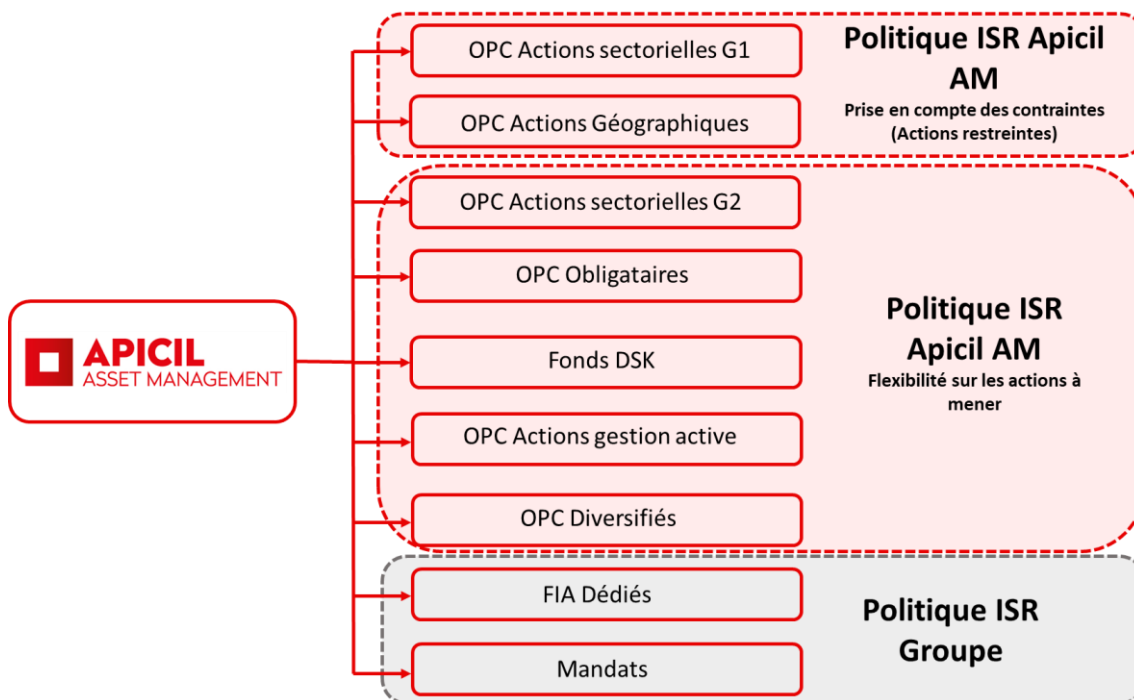 OPC Actions sectorielles G1
OPC Actions Géographiques
Politique ISR Apicil
AM
Prise en compte des contraintes
(Actions restreintes)
APICIL
ASSET MANAGEMENT
OPC Actions sectorielles G2
OPC Obligataires
Fonds DSK
OPC Actions gestion active
OPC Diversifiés
Politique ISR
Apicil AM
Flexibilité sur les actions à
mener
FIA Dédiés
Mandats
Politique ISR
Groupe